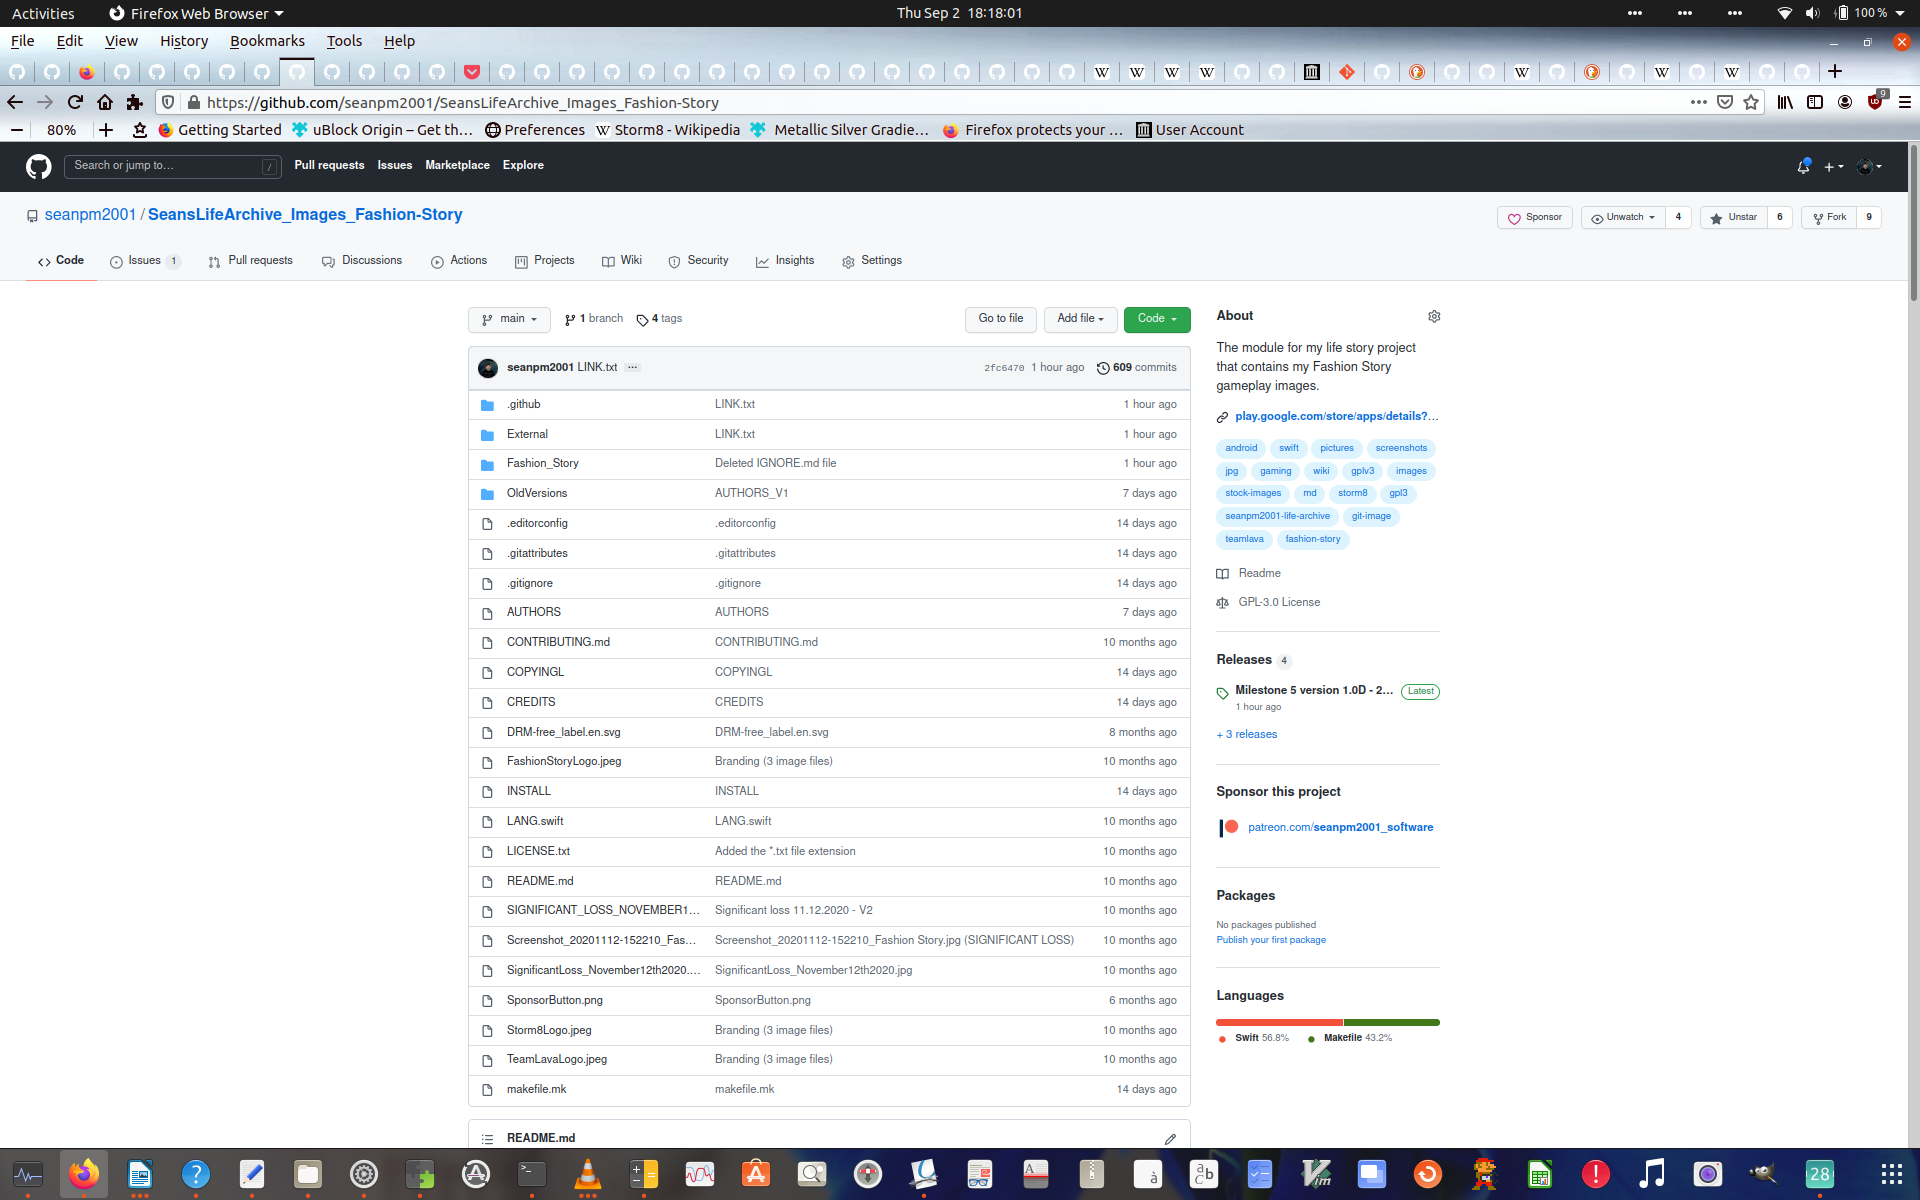 Activities Firefox Web Browser Thu Sep 2 18:18:01 100 %
File Edit View History Bookmarks Tools Help
https://github.com/seanpm2001/SeansLifeArchive_Images_Fashion-Story 9
80% Getting Started uBlock Origin – Get th… Preferences Storm8 - Wikipedia Metallic Silver Gradie… Firefox protects your … User Account
Search or jump to… / Pull requests Issues Marketplace Explore
seanpm2001 / SeansLifeArchive_Images_Fashion-Story Sponsor Unwatch 4 Unstar 6 Fork 9
Code Issues 1 Pull requests Discussions Actions Projects Wiki Security Insights Settings
main 1 branch 4 tags Go to file Add file Code
seanpm2001 LINK.txt … 2fc6470 1 hour ago 609 commits
.github LINK.txt 1 hour ago
External LINK.txt 1 hour ago
Fashion_Story Deleted IGNORE.md file 1 hour ago
OldVersions AUTHORS_V1 7 days ago
.editorconfig .editorconfig 14 days ago
.gitattributes .gitattributes 14 days ago
.gitignore .gitignore 14 days ago
AUTHORS AUTHORS 7 days ago
CONTRIBUTING.md CONTRIBUTING.md 10 months ago
COPYINGL COPYINGL 14 days ago
CREDITS CREDITS 14 days ago
DRM-free_label.en.svg DRM-free_label.en.svg 8 months ago
FashionStoryLogo.jpeg Branding (3 image files) 10 months ago
INSTALL INSTALL 14 days ago
LANG.swift LANG.swift 10 months ago
LICENSE.txt Added the *.txt file extension 10 months ago
README.md README.md 10 months ago
SIGNIFICANT_LOSS_NOVEMBER1… Significant loss 11.12.2020 - V2 10 months ago
Screenshot_20201112-152210_Fas… Screenshot_20201112-152210_Fashion Story.jpg (SIGNIFICANT LOSS) 10 months ago
SignificantLoss_November12th2020.… SignificantLoss_November12th2020.jpg 10 months ago
SponsorButton.png SponsorButton.png 6 months ago
Storm8Logo.jpeg Branding (3 image files) 10 months ago
TeamLavaLogo.jpeg Branding (3 image files) 10 months ago
makefile.mk makefile.mk 14 days ago
README.md
About
The module for my life story project
that contains my Fashion Story
gameplay images.
play.google.com/store/apps/details?…
android swift pictures screenshots
jpg gaming wiki gplv3 images
stock-images md storm8 gpl3
seanpm2001-life-archive git-image
teamlava fashion-story
Readme
GPL-3.0 License
Releases 4
Milestone 5 version 1.0D - 2… Latest
1 hour ago
+ 3 releases
Sponsor this project
patreon.com/seanpm2001_software
Packages
No packages published
Publish your first package
Languages
Swift 56.8% Makefile 43.2%
28